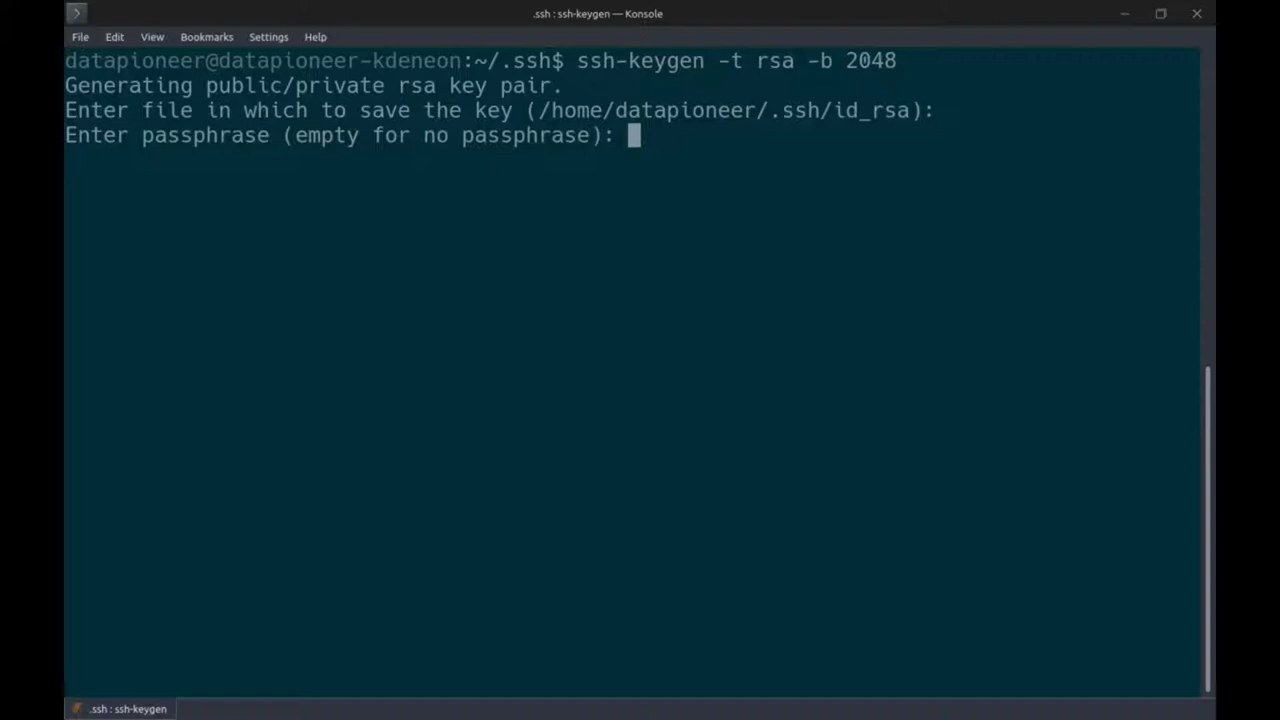 .ssh : ssh-keygen — Konsole
File Edit View Bookmarks Settings Help
datapioneer@datapioneer-kdeneon:~/.ssh$ ssh-keygen -t rsa -b 2048
Generating public/private rsa key pair.
Enter file in which to save the key (/home/datapioneer/.ssh/id_rsa):
Enter passphrase (empty for no passphrase):
.ssh : ssh-keygen